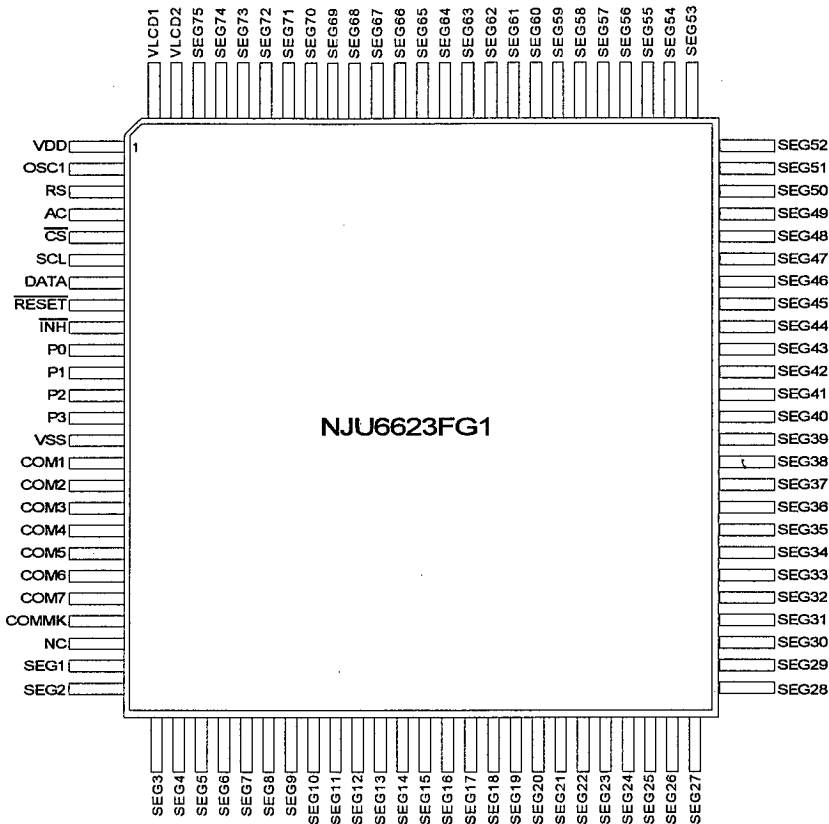 VLCD1
VLCD2
SEG75
SEG74
SEG73
SEG72
SEG71
SEG70
SEG69
SEG68
SEG67
SEG66
SEG65
SEG64
SEG63
SEG62
SEG61
SEG60
SEG59
SEG58
SEG57
SEG56
SEG55
SEG54
SEG53
VDD
OSC1
RS
AC
CS
SCL
DATA
RESET
INH
P0
P1
P2
P3
VSS
COM1
COM2
COM3
COM4
COM5
COM6
COM7
COMMK
NC
SEG1
SEG2
1
NJU6623FG1
SEG52
SEG51
SEG50
SEG49
SEG48
SEG47
SEG46
SEG45
SEG44
SEG43
SEG42
SEG41
SEG40
SEG39
SEG38
SEG37
SEG36
SEG35
SEG34
SEG33
SEG32
SEG31
SEG30
SEG29
SEG28
SEG3
SEG4
SEG5
SEG6
SEG7
SEG8
SEG9
SEG10
SEG11
SEG12
SEG13
SEG14
SEG15
SEG16
SEG17
SEG18
SEG19
SEG20
SEG21
SEG22
SEG23
SEG24
SEG25
SEG26
SEG27